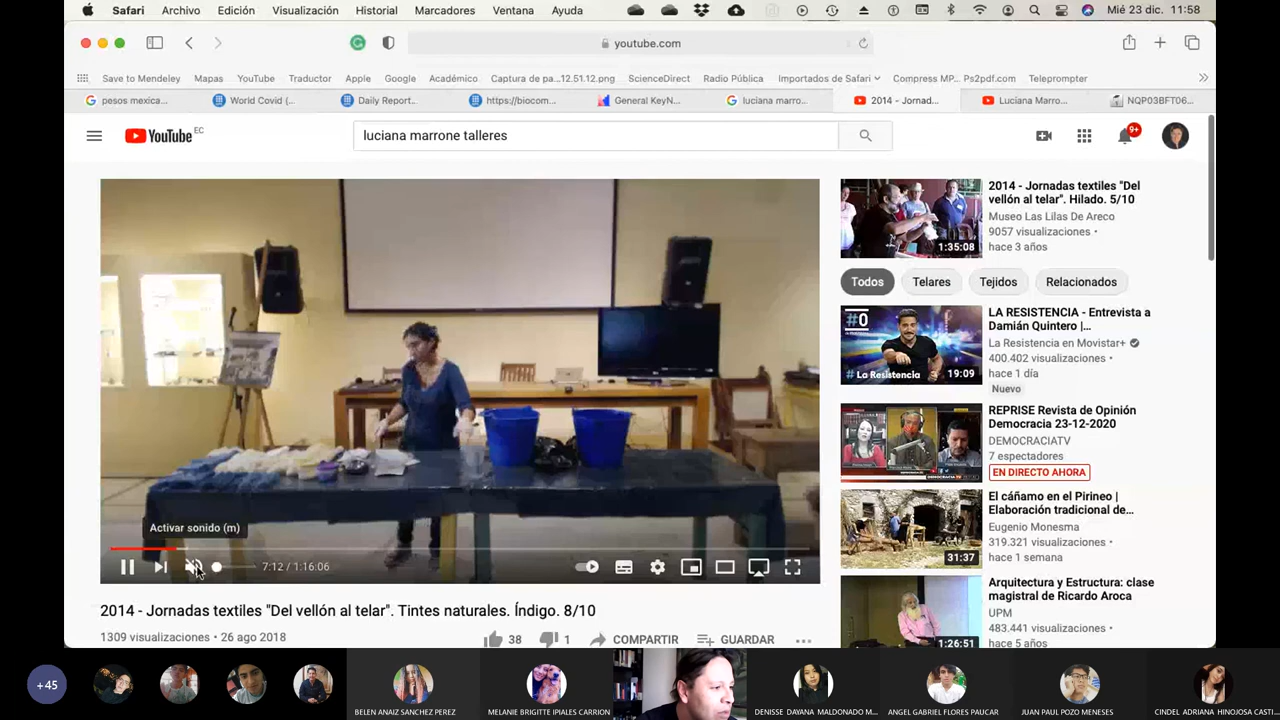 Safari Archivo Edición Visualización Historial Marcadores Ventana Ayuda Mié 23 dic. 11:58
youtube.com
Save to Mendeley Mapas YouTube Traductor Apple Google Académico Captura de pa...12.51.12.png ScienceDirect Radio Pública Importados de Safari Compress MP... Ps2pdf.com Teleprompter
pesos mexica... World Covid (... Daily Report... https://biocom... General KeyN... luciana marro... 2014 - Jornad... Luciana Marro... NQP03BFT06...
YouTube EC
luciana marrone talleres
9+
2014 - Jornadas textiles "Del
vellón al telar". Hilado. 5/10
Museo Las Lilas De Areco
9057 visualizaciones •
hace 3 años
1:35:08
Todos Telares Tejidos Relacionados
#0
# La Resistencia
19:09
LA RESISTENCIA - Entrevista a
Damián Quintero |...
La Resistencia en Movistar+
400.402 visualizaciones •
hace 1 día
Nuevo
REPRISE Revista de Opinión
Democracia 23-12-2020
DEMOCRACIATV
7 espectadores
EN DIRECTO AHORA
El cáñamo en el Pirineo |
Elaboración tradicional de...
Eugenio Monesma
319.321 visualizaciones •
hace 1 semana
31:37
Arquitectura y Estructura: clase
magistral de Ricardo Aroca
UPM
483.441 visualizaciones •
hace 5 años
1:26:51
Activar sonido (m)
7:12 / 1:16:06
2014 - Jornadas textiles "Del vellón al telar". Tintes naturales. Índigo. 8/10
1309 visualizaciones • 26 ago 2018
38 1 COMPARTIR GUARDAR
+45
BELEN ANAIZ SANCHEZ PEREZ
MELANIE BRIGITTE IPIALES CARRION
DENISSE DAYANA MALDONADO M...
ANGEL GABRIEL FLORES PAUCAR
JUAN PAUL POZO MENESES
CINDEL ADRIANA HINOJOSA CASTI...